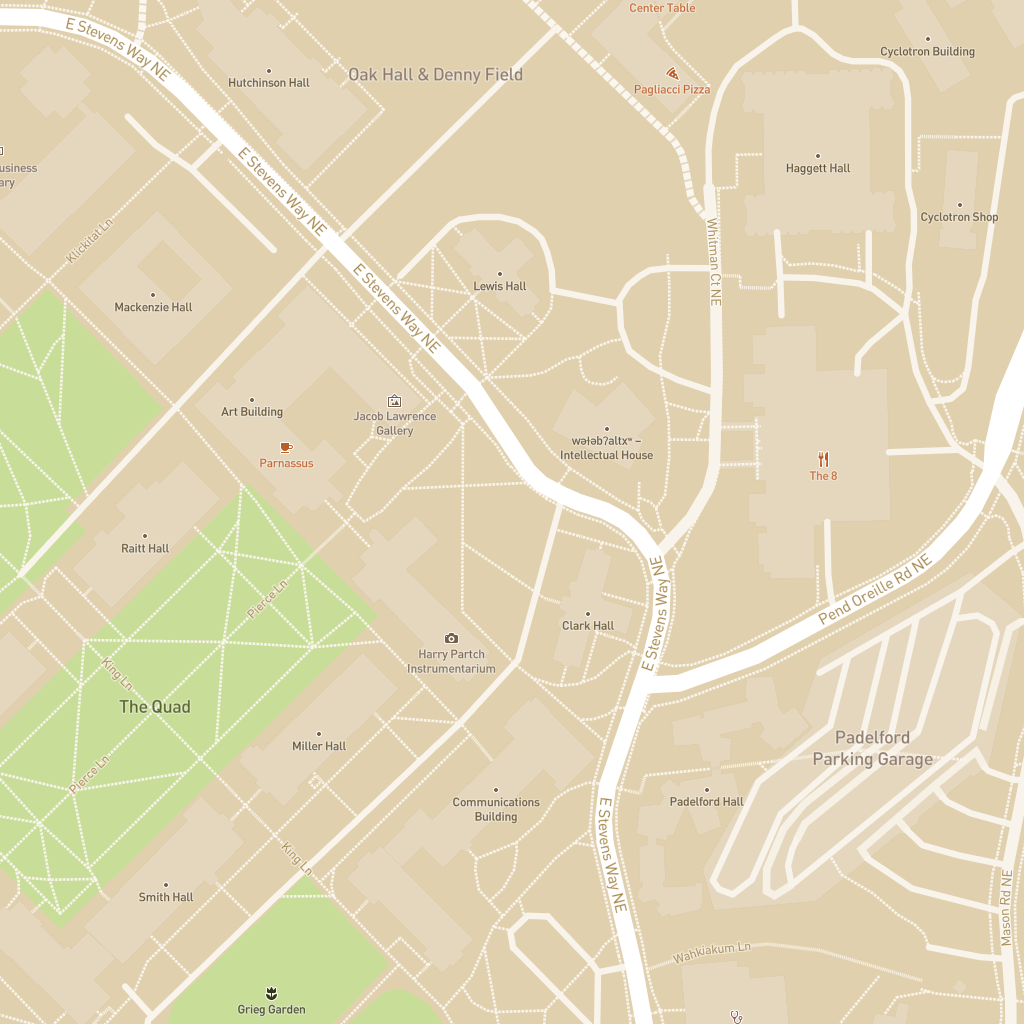 Center Table
E Stevens Way NE
Cyclotron Building
Oak Hall & Denny Field
Hutchinson Hall
Pagliacci Pizza
E Stevens Way NE
Haggett Hall
Cyclotron Shop
Klickitat Ln
Whitman Ct NE
Lewis Hall
Mackenzie Hall
E Stevens Way NE
Art Building
Jacob Lawrence
Gallery
wəɬəbʔaltxʷ –
Intellectual House
Parnassus
The 8
Raitt Hall
Pierce Ln
E Stevens Way NE
Pend Oreille Rd NE
Clark Hall
Harry Partch
Instrumentarium
King Ln
The Quad
Miller Hall
Padelford
Parking Garage
Pierce Ln
Communications
Building
Padelford Hall
E Stevens Way NE
King Ln
Smith Hall
Mason Rd NE
Wahkiakum Ln
Grieg Garden